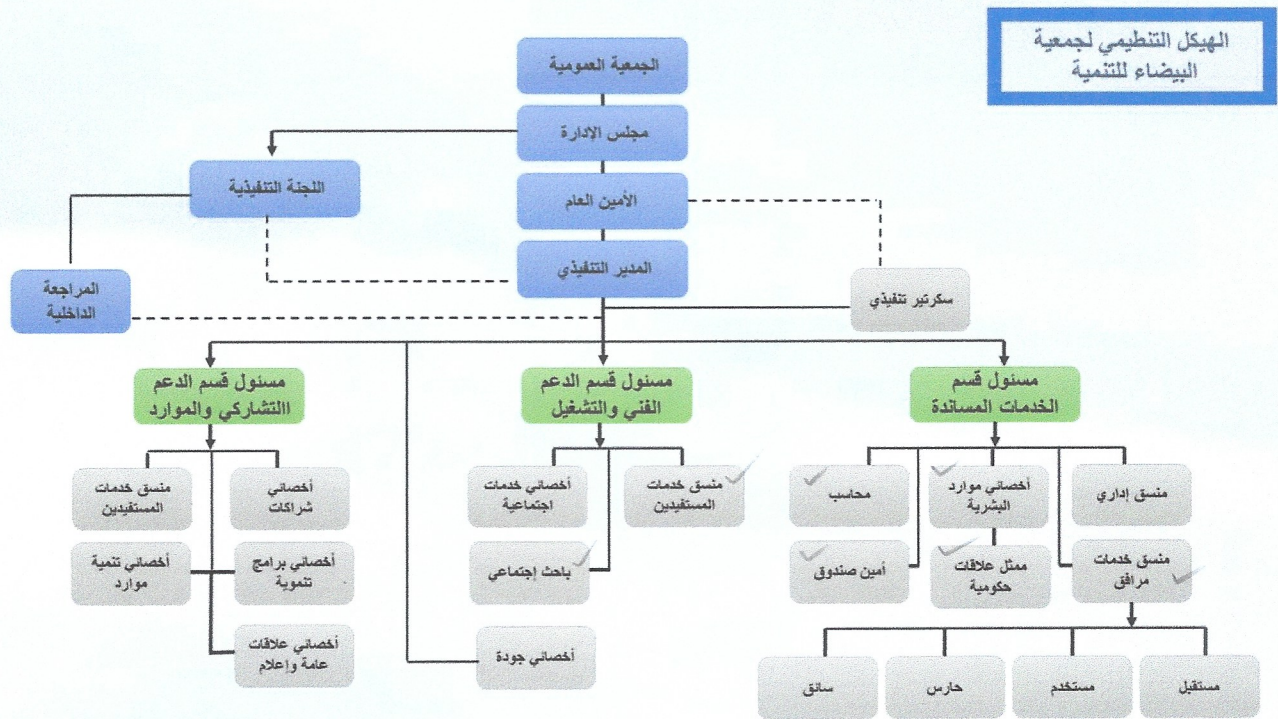 الهيكل التنظيمي لجمعية
البيضاء للتنمية
الجمعية العمومية
مجلس الإدارة
اللجنة التنفيذية
الأمين العام
المدير التنفيذي
المراجعة
الداخلية
سكرتير تنفيذي
مسئول قسم
الخدمات المساندة
مسئول قسم الدعم
الفني والتشغيل
مسئول قسم الدعم
االتشاركي والموارد
منسق إداري
أخصائي موارد
البشرية
محاسب
منسق خدمات
مرافق
ممثل علاقات
حكومية
أمين صندوق
مستقبل
مستخدم
حارس
سائق
منسق خدمات
المستفيدين
أخصائي خدمات
اجتماعية
باحث إجتماعي
أخصائي جودة
أخصائي
شراكات
منسق خدمات
المستفيدين
أخصائي برامج
تنموية
أخصائي تنمية
موارد
أخصائي علاقات
عامة وإعلام